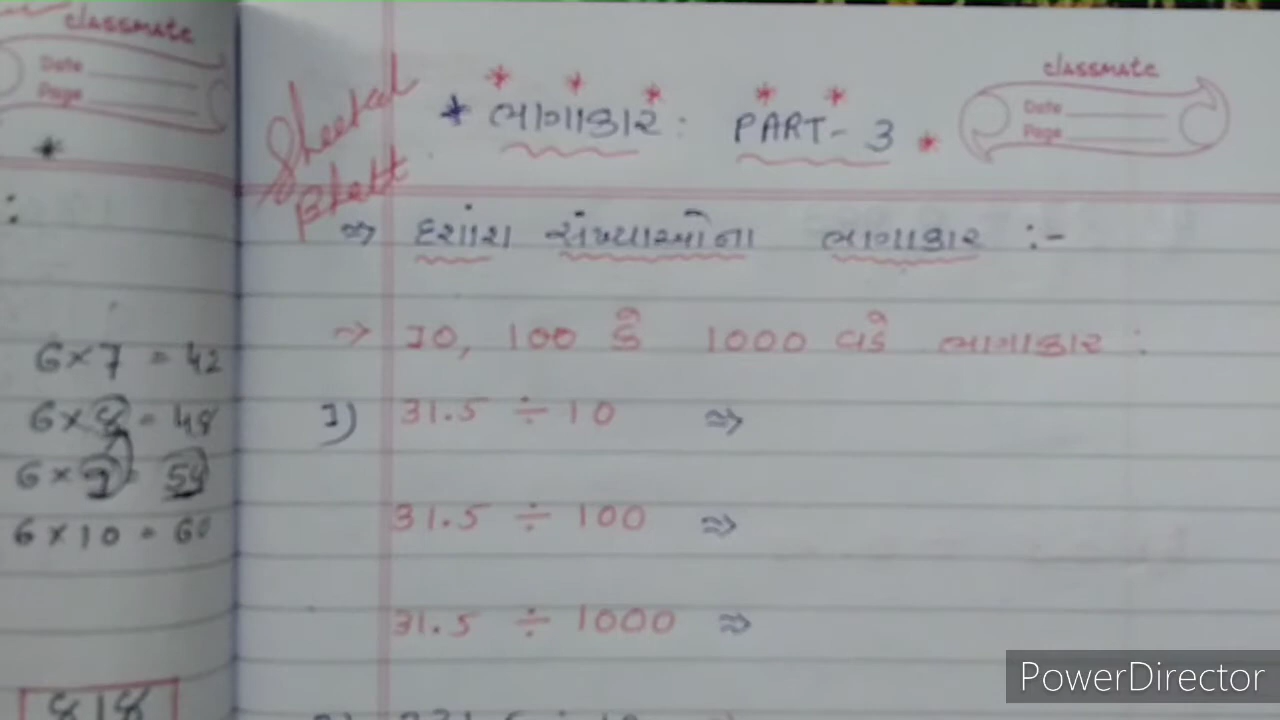 classmate
Date
Page
*
:
6×7 = 42
6×8 = 48
6×9 = 54
6×10 = 60
818
Sheetal
Bhatt
* ભાગાકાર : PART - 3 *
classmate
Date
Page
⇒ દશાંશ સંખ્યાઓના ભાગાકાર :-
→ 10, 100 કે 1000 વડે ભાગાકાર :
1) 31.5 ÷ 10 ⇒
31.5 ÷ 100 ⇒
31.5 ÷ 1000 ⇒
PowerDirector